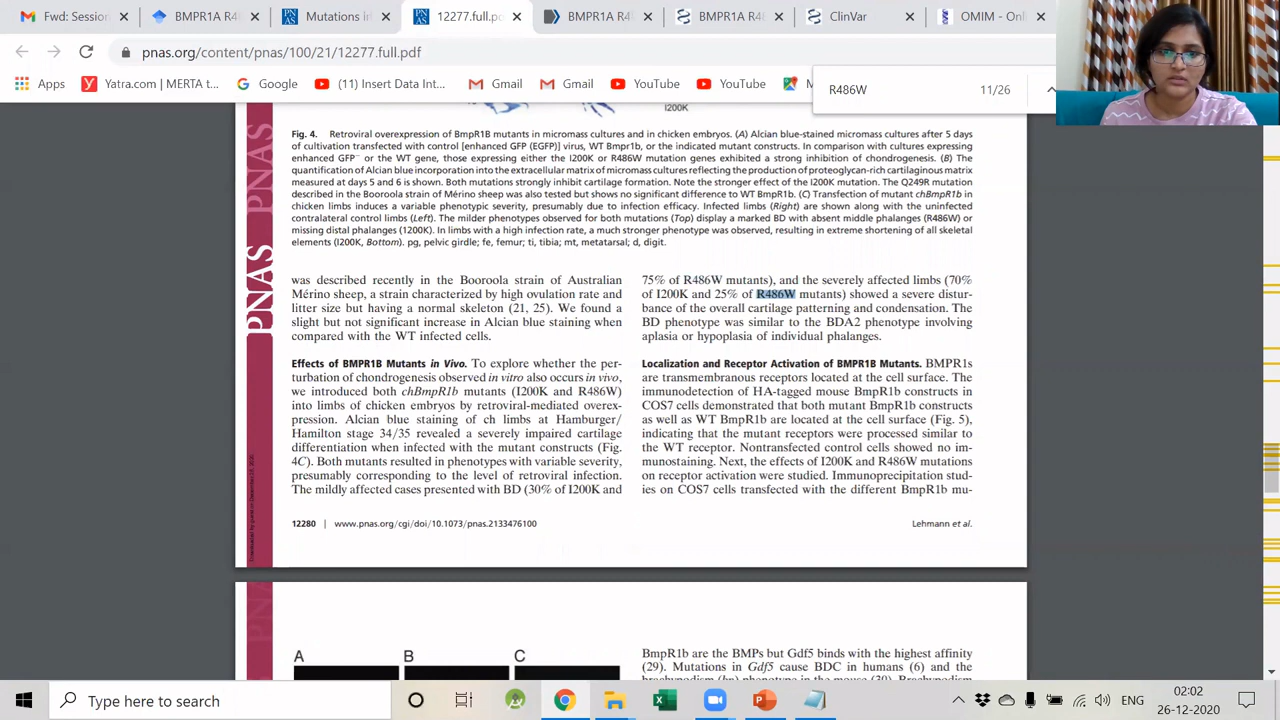 Fwd: Sessio
BMPR1A R48
Mutations in
12277.full.pd
BMPR1A R48
BMPR1A R48
ClinVar
OMIM - Onli
pnas.org/content/pnas/100/21/12277.full.pdf
Apps
Yatra.com | MERTA t...
Google
(11) Insert Data Int...
Gmail
Gmail
YouTube
YouTube
M
R486W
11/26
I200K
Fig. 4. Retroviral overexpression of BmpR1B mutants in micromass cultures and in chicken embryos. (A) Alcian blue-stained micromass cultures after 5 days
of cultivation transfected with control [enhanced GFP (EGFP)] virus, WT Bmpr1b, or the indicated mutant constructs. In comparison with cultures expressing
enhanced GFP⁻ or the WT gene, those expressing either the I200K or R486W mutation genes exhibited a strong inhibition of chondrogenesis. (B) The
quantification of Alcian blue incorporation into the extracellular matrix of micromass cultures reflecting the production of proteoglycan-rich cartilaginous matrix
measured at days 5 and 6 is shown. Both mutations strongly inhibit cartilage formation. Note the stronger effect of the I200K mutation. The Q249R mutation
described in the Booroola strain of Mérino sheep was also tested but shows no significant difference to WT BmpR1b. (C) Transfection of mutant chBmpR1b in
chicken limbs induces a variable phenotypic severity, presumably due to infection efficacy. Infected limbs (Right) are shown along with the uninfected
contralateral control limbs (Left). The milder phenotypes observed for both mutations (Top) display a marked BD with absent middle phalanges (R486W) or
missing distal phalanges (1200K). In limbs with a high infection rate, a much stronger phenotype was observed, resulting in extreme shortening of all skeletal
elements (I200K, Bottom). pg, pelvic girdle; fe, femur; ti, tibia; mt, metatarsal; d, digit.
was described recently in the Booroola strain of Australian
Mérino sheep, a strain characterized by high ovulation rate and
litter size but having a normal skeleton (21, 25). We found a
slight but not significant increase in Alcian blue staining when
compared with the WT infected cells.
Effects of BMPR1B Mutants in Vivo. To explore whether the per-
turbation of chondrogenesis observed in vitro also occurs in vivo,
we introduced both chBmpR1b mutants (I200K and R486W)
into limbs of chicken embryos by retroviral-mediated overex-
pression. Alcian blue staining of ch limbs at Hamburger/
Hamilton stage 34/35 revealed a severely impaired cartilage
differentiation when infected with the mutant constructs (Fig.
4C). Both mutants resulted in phenotypes with variable severity,
presumably corresponding to the level of retroviral infection.
The mildly affected cases presented with BD (30% of I200K and
75% of R486W mutants), and the severely affected limbs (70%
of I200K and 25% of R486W mutants) showed a severe distur-
bance of the overall cartilage patterning and condensation. The
BD phenotype was similar to the BDA2 phenotype involving
aplasia or hypoplasia of individual phalanges.
Localization and Receptor Activation of BMPR1B Mutants. BMPR1s
are transmembranous receptors located at the cell surface. The
immunodetection of HA-tagged mouse BmpR1b constructs in
COS7 cells demonstrated that both mutant BmpR1b constructs
as well as WT BmpR1b are located at the cell surface (Fig. 5),
indicating that the mutant receptors were processed similar to
the WT receptor. Nontransfected control cells showed no im-
munostaining. Next, the effects of I200K and R486W mutations
on receptor activation were studied. Immunoprecipitation stud-
ies on COS7 cells transfected with the different BmpR1b mu-
12280 | www.pnas.org/cgi/doi/10.1073/pnas.2133476100
Lehmann et al.
PNAS
PNAS
A
B
C
BmpR1b are the BMPs but Gdf5 binds with the highest affinity
(29). Mutations in Gdf5 cause BDC in humans (6) and the
Type here to search
ENG
02:02
26-12-2020